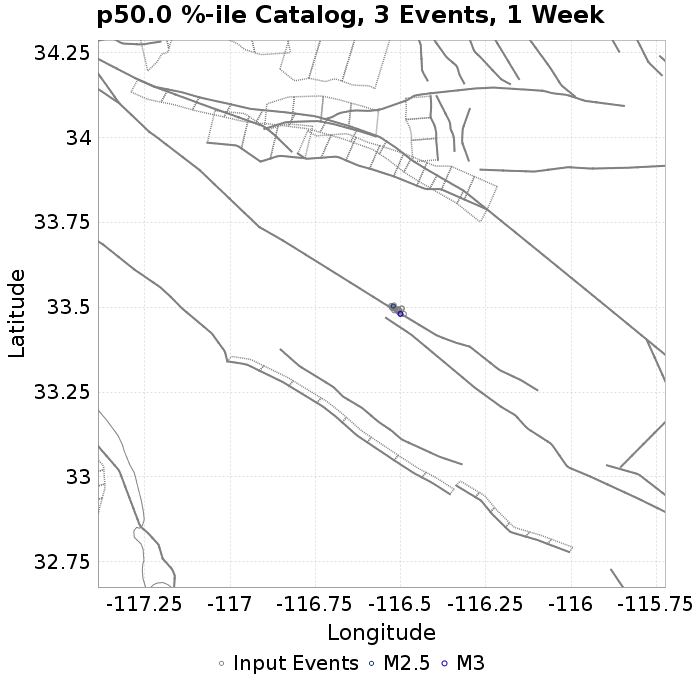 p50.0 %-ile Catalog, 3 Events, 1 Week
34.25
34
33.75
33.5
33.25
33
32.75
Latitude
-117.25 -117 -116.75 -116.5 -116.25 -116 -115.75
Longitude
Input Events M2.5 M3